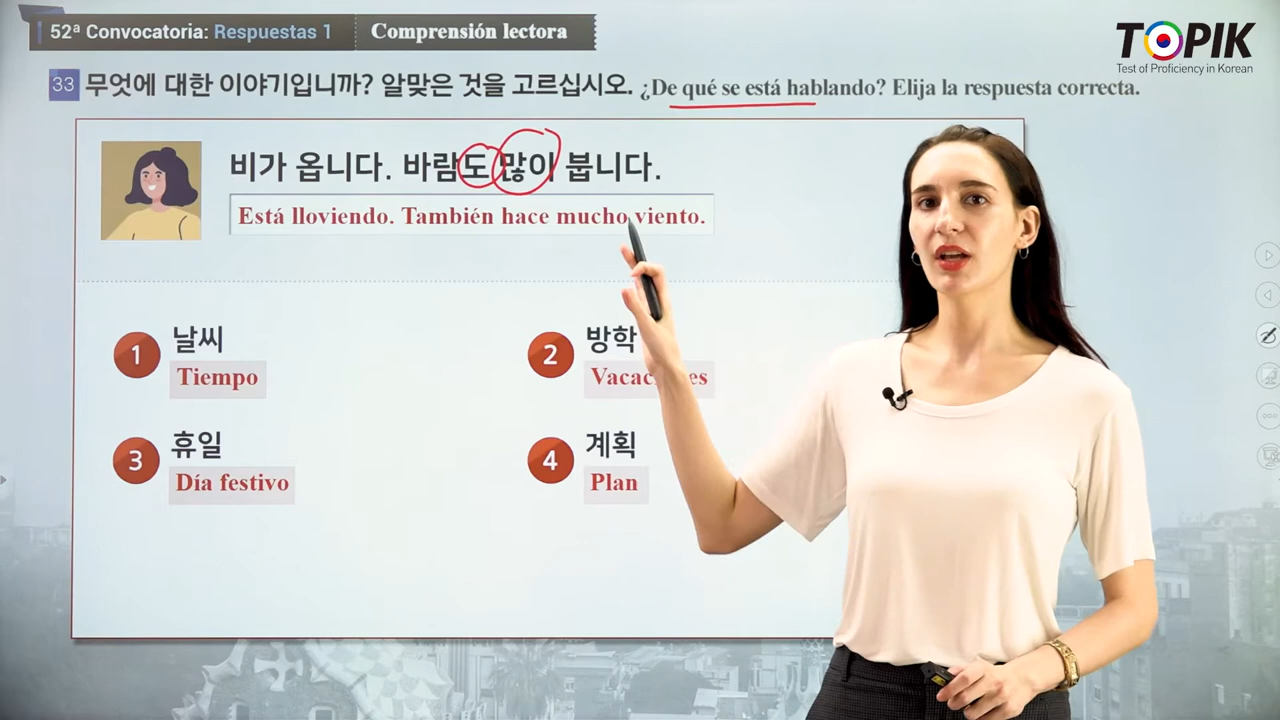 52ª Convocatoria: Respuestas 1 Comprensión lectora
TOPIK
Test of Proficiency in Korean
33 무엇에 대한 이야기입니까? 알맞은 것을 고르십시오. ¿De qué se está hablando? Elija la respuesta correcta.
비가 옵니다. 바람도 많이 붑니다.
Está lloviendo. También hace mucho viento.
1 날씨
Tiempo
2 방학
3 휴일
Día festivo
4 계획
Plan